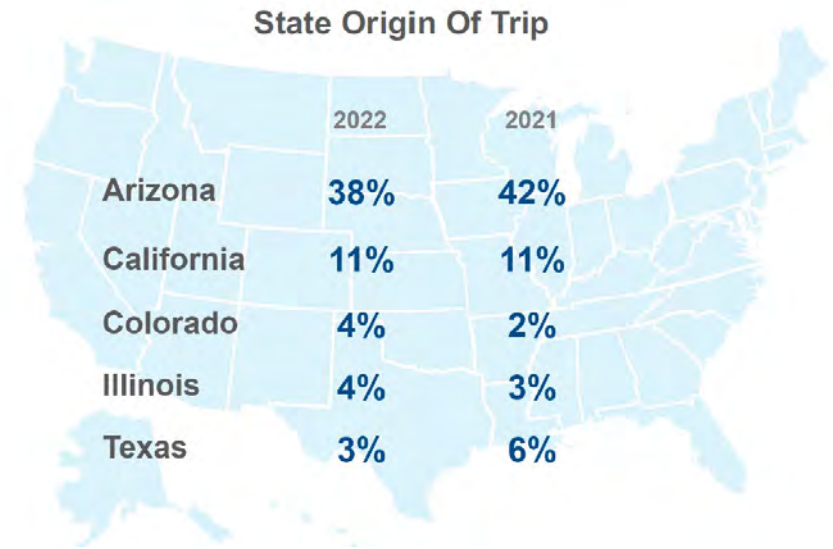 State Origin Of Trip
2022 2021
Arizona 38% 42%
California 11% 11%
Colorado 4% 2%
Illinois 4% 3%
Texas 3% 6%